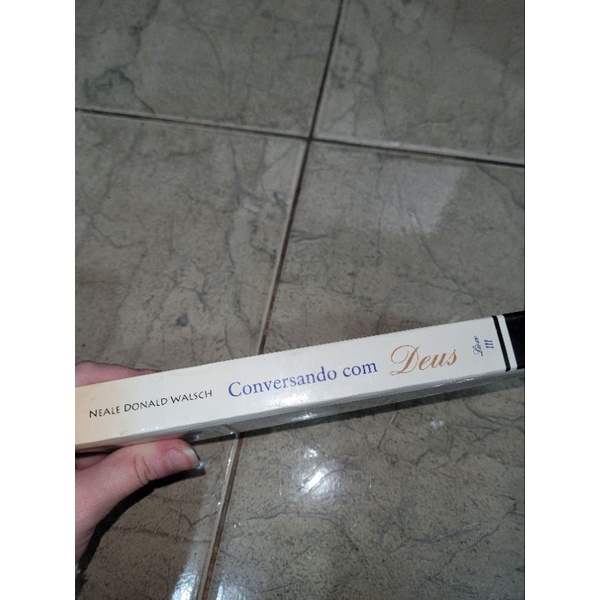 NEALE DONALD WALSCH Conversando com Deus
Livro
III